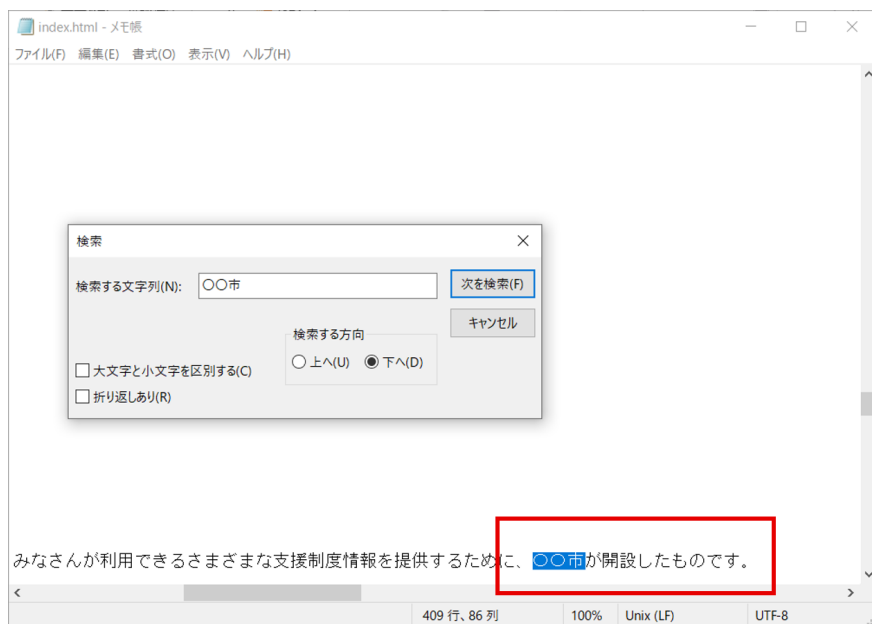 index.html - メモ帳
ファイル(F) 編集(E) 書式(O) 表示(V) ヘルプ(H)
検索
検索する文字列(N): 〇〇市
次を検索(F)
キャンセル
検索する方向
上へ(U) 下へ(D)
大文字と小文字を区別する(C)
折り返しあり(R)
みなさんが利用できるさまざまな支援制度情報を提供するために、〇〇市が開設したものです。
409 行、86 列 100% Unix (LF) UTF-8